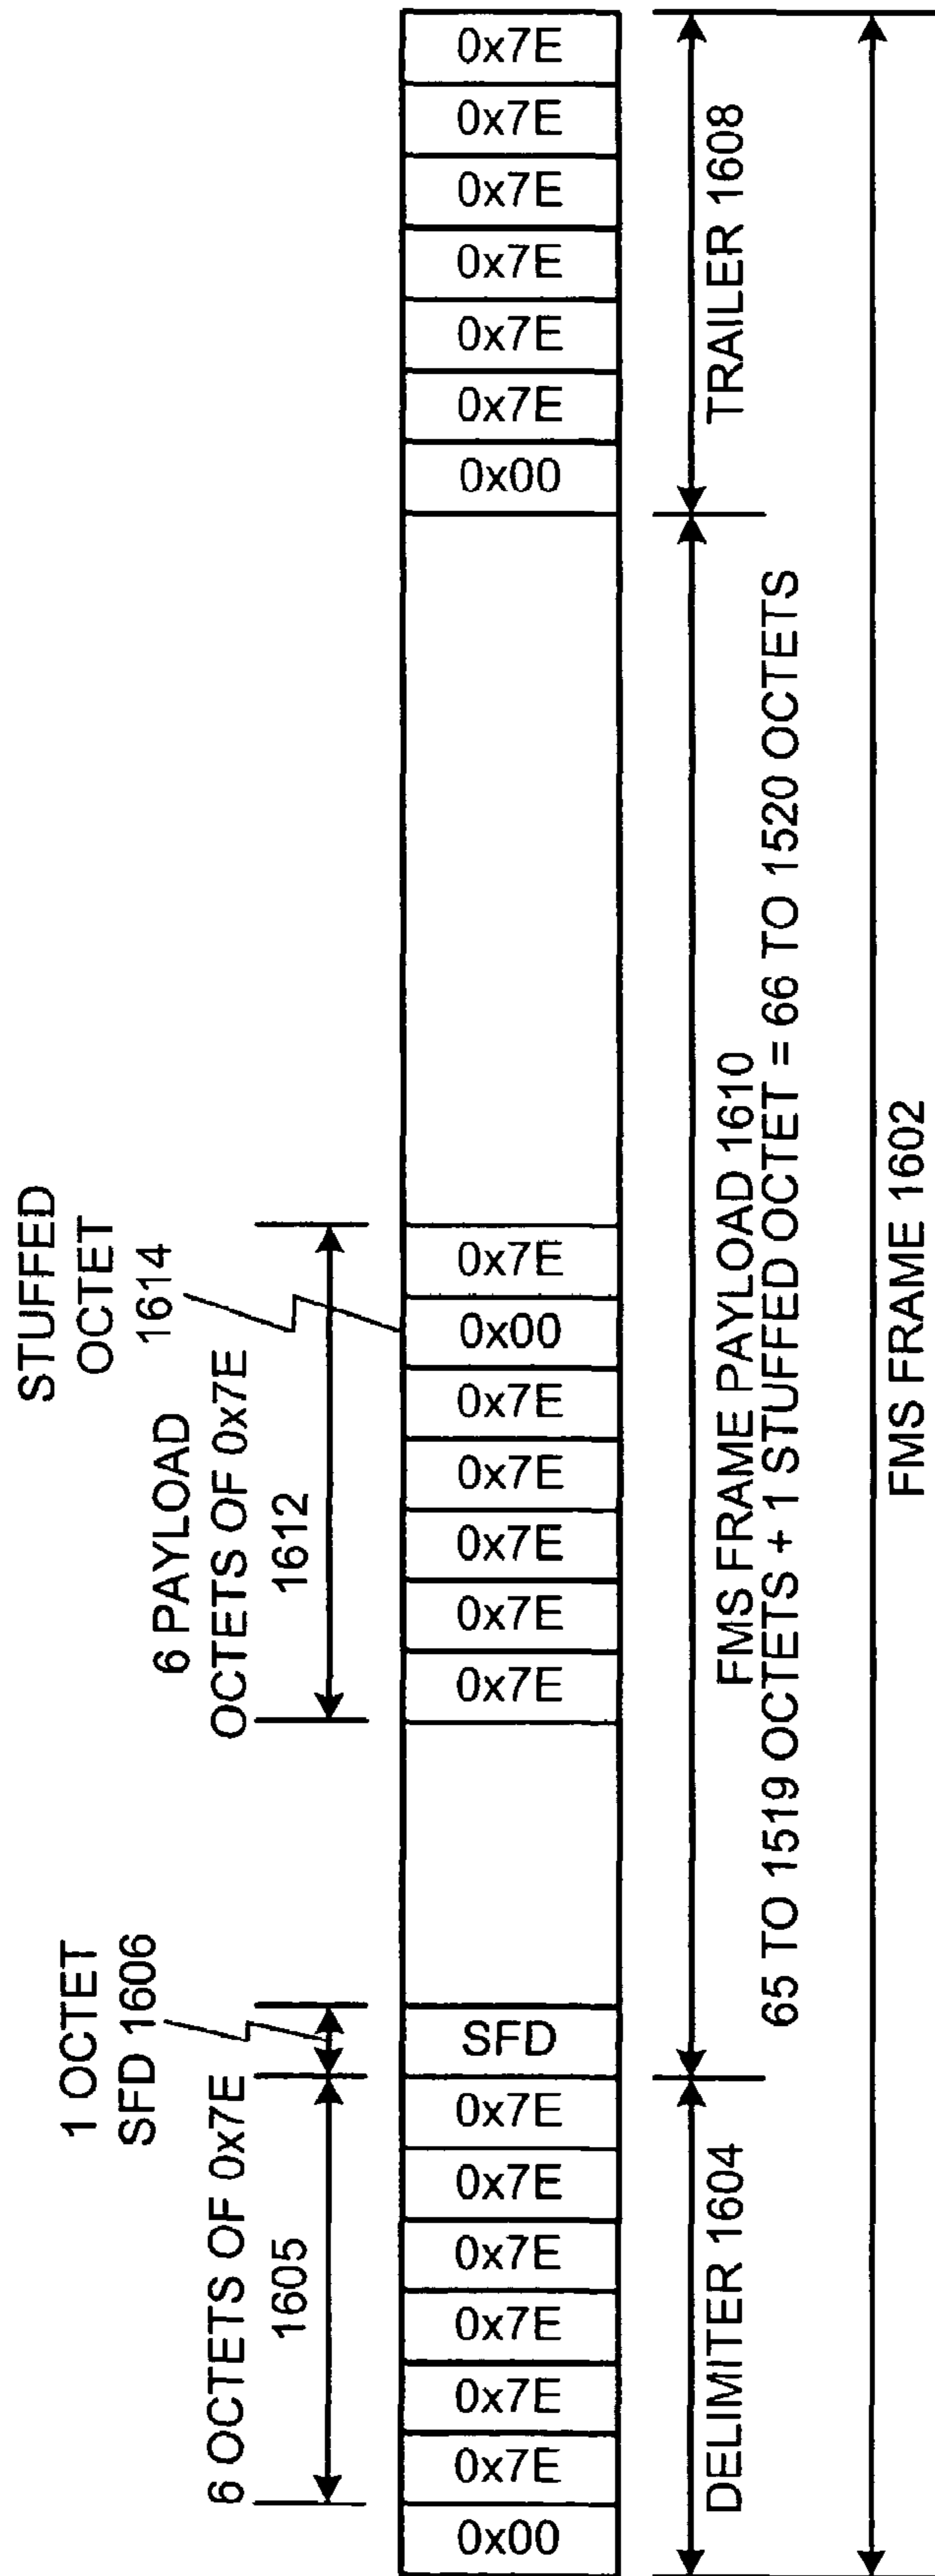 STUFFED
OCTET
1614
1 OCTET
SFD 1606
6 PAYLOAD
OCTETS OF 0x7E
1612
6 OCTETS OF 0x7E
1605
0x00
0x7E
0x7E
0x7E
0x7E
0x7E
0x7E
SFD
0x7E
0x7E
0x7E
0x7E
0x7E
0x00
0x7E
0x00
0x7E
0x7E
0x7E
0x7E
0x7E
0x7E
DELIMITER 1604
FMS FRAME PAYLOAD 1610
65 TO 1519 OCTETS + 1 STUFFED OCTET = 66 TO 1520 OCTETS
TRAILER 1608
FMS FRAME 1602